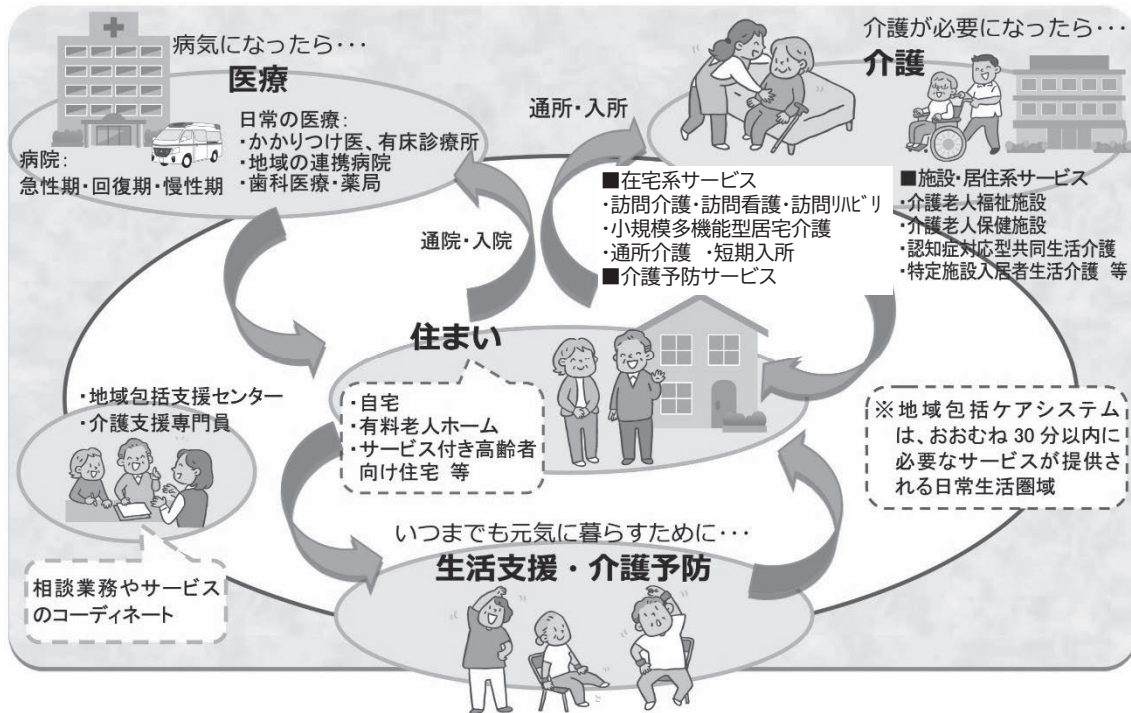 病気になったら･･･
医療
病院:
急性期・回復期・慢性期
日常の医療:
・かかりつけ医、有床診療所
・地域の連携病院
・歯科医療・薬局
通院・入院
介護が必要になったら･･･
介護
通所・入所
■在宅系サービス
・訪問介護・訪問看護・訪問ﾘﾊﾋﾞﾘ
・小規模多機能型居宅介護
・通所介護 ・短期入所
■介護予防サービス
■施設・居住系サービス
・介護老人福祉施設
・介護老人保健施設
・認知症対応型共同生活介護
・特定施設入居者生活介護 等
住まい
・自宅
・有料老人ホーム
・サービス付き高齢者
向け住宅 等
・地域包括支援センター
・介護支援専門員
相談業務やサービス
のコーディネート
※地域包括ケアシステム
は、おおむね 30 分以内に
必要なサービスが提供さ
れる日常生活圏域
いつまでも元気に暮らすために･･･
生活支援・介護予防